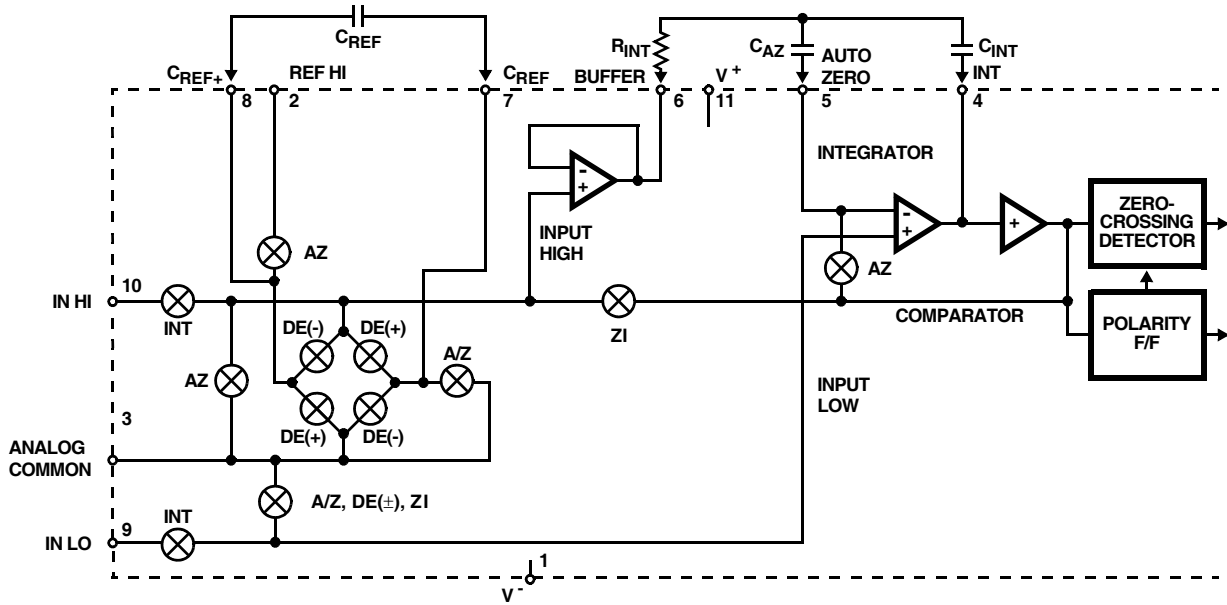 C_REF
R_INT
C_AZ
AUTO
ZERO
C_INT
C_REF+
REF HI
C_REF
BUFFER
V+
INT
8
2
7
6
11
5
4
INTEGRATOR
-
+
-
+
+
ZERO-
CROSSING
DETECTOR
INPUT
HIGH
AZ
AZ
10
IN HI
INT
ZI
COMPARATOR
POLARITY
F/F
DE(-)
DE(+)
A/Z
AZ
INPUT
LOW
3
DE(+)
DE(-)
ANALOG
COMMON
A/Z, DE(±), ZI
INT
9
IN LO
1
V-